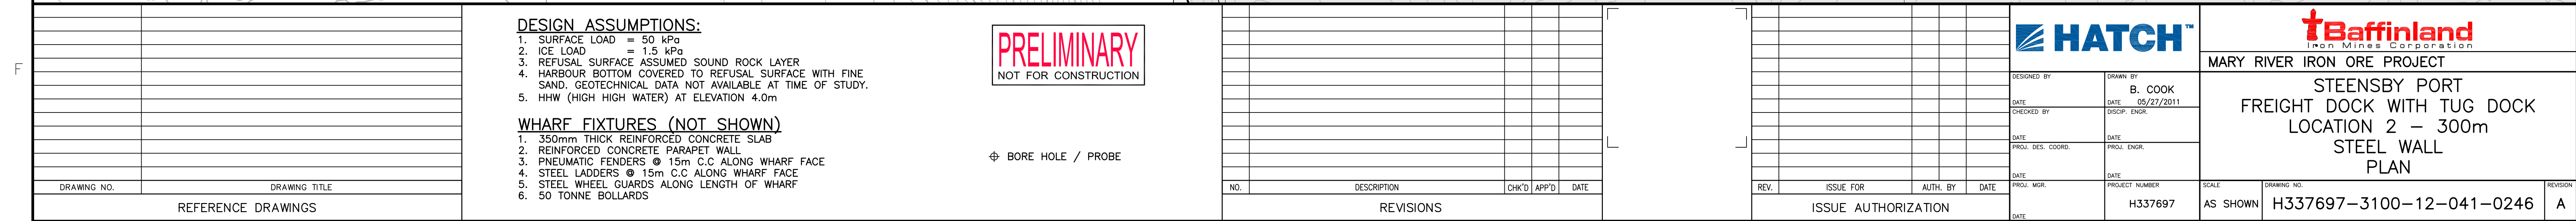 F
DRAWING NO.
DRAWING TITLE
REFERENCE DRAWINGS
DESIGN ASSUMPTIONS:
1. SURFACE LOAD = 50 kPa
2. ICE LOAD = 1.5 kPa
3. REFUSAL SURFACE ASSUMED SOUND ROCK LAYER
4. HARBOUR BOTTOM COVERED TO REFUSAL SURFACE WITH FINE
SAND. GEOTECHNICAL DATA NOT AVAILABLE AT TIME OF STUDY.
5. HHW (HIGH HIGH WATER) AT ELEVATION 4.0m
WHARF FIXTURES (NOT SHOWN)
1. 350mm THICK REINFORCED CONCRETE SLAB
2. REINFORCED CONCRETE PARAPET WALL
3. PNEUMATIC FENDERS @ 15m C.C ALONG WHARF FACE
4. STEEL LADDERS @ 15m C.C ALONG WHARF FACE
5. STEEL WHEEL GUARDS ALONG LENGTH OF WHARF
6. 50 TONNE BOLLARDS
PRELIMINARY
NOT FOR CONSTRUCTION
BORE HOLE / PROBE
NO. DESCRIPTION CHK'D APP'D DATE
REVISIONS
REV. ISSUE FOR AUTH. BY DATE
ISSUE AUTHORIZATION
HATCH™
DESIGNED BY
DATE
DRAWN BY
B. COOK
DATE 05/27/2011
CHECKED BY
DATE
DISCIP. ENGR.
DATE
PROJ. DES. COORD.
DATE
PROJ. ENGR.
DATE
PROJ. MGR.
DATE
PROJECT NUMBER
H337697
Baffinland
Iron Mines Corporation
MARY RIVER IRON ORE PROJECT
STEENSBY PORT
FREIGHT DOCK WITH TUG DOCK
LOCATION 2 – 300m
STEEL WALL
PLAN
SCALE
AS SHOWN
DRAWING NO.
H337697-3100-12-041-0246
REVISION
A